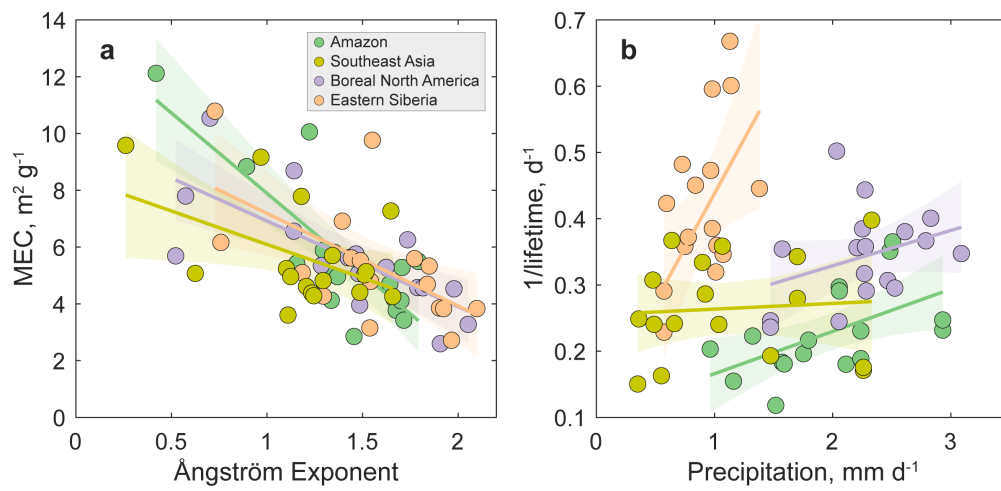 14
12
10
8
6
4
2
0
MEC, m² g⁻¹
a
Amazon
Southeast Asia
Boreal North America
Eastern Siberia
0 0.5 1 1.5 2
Ångström Exponent
0.7
0.6
0.5
0.4
0.3
0.2
0.1
1/lifetime, d⁻¹
b
0 1 2 3
Precipitation, mm d⁻¹